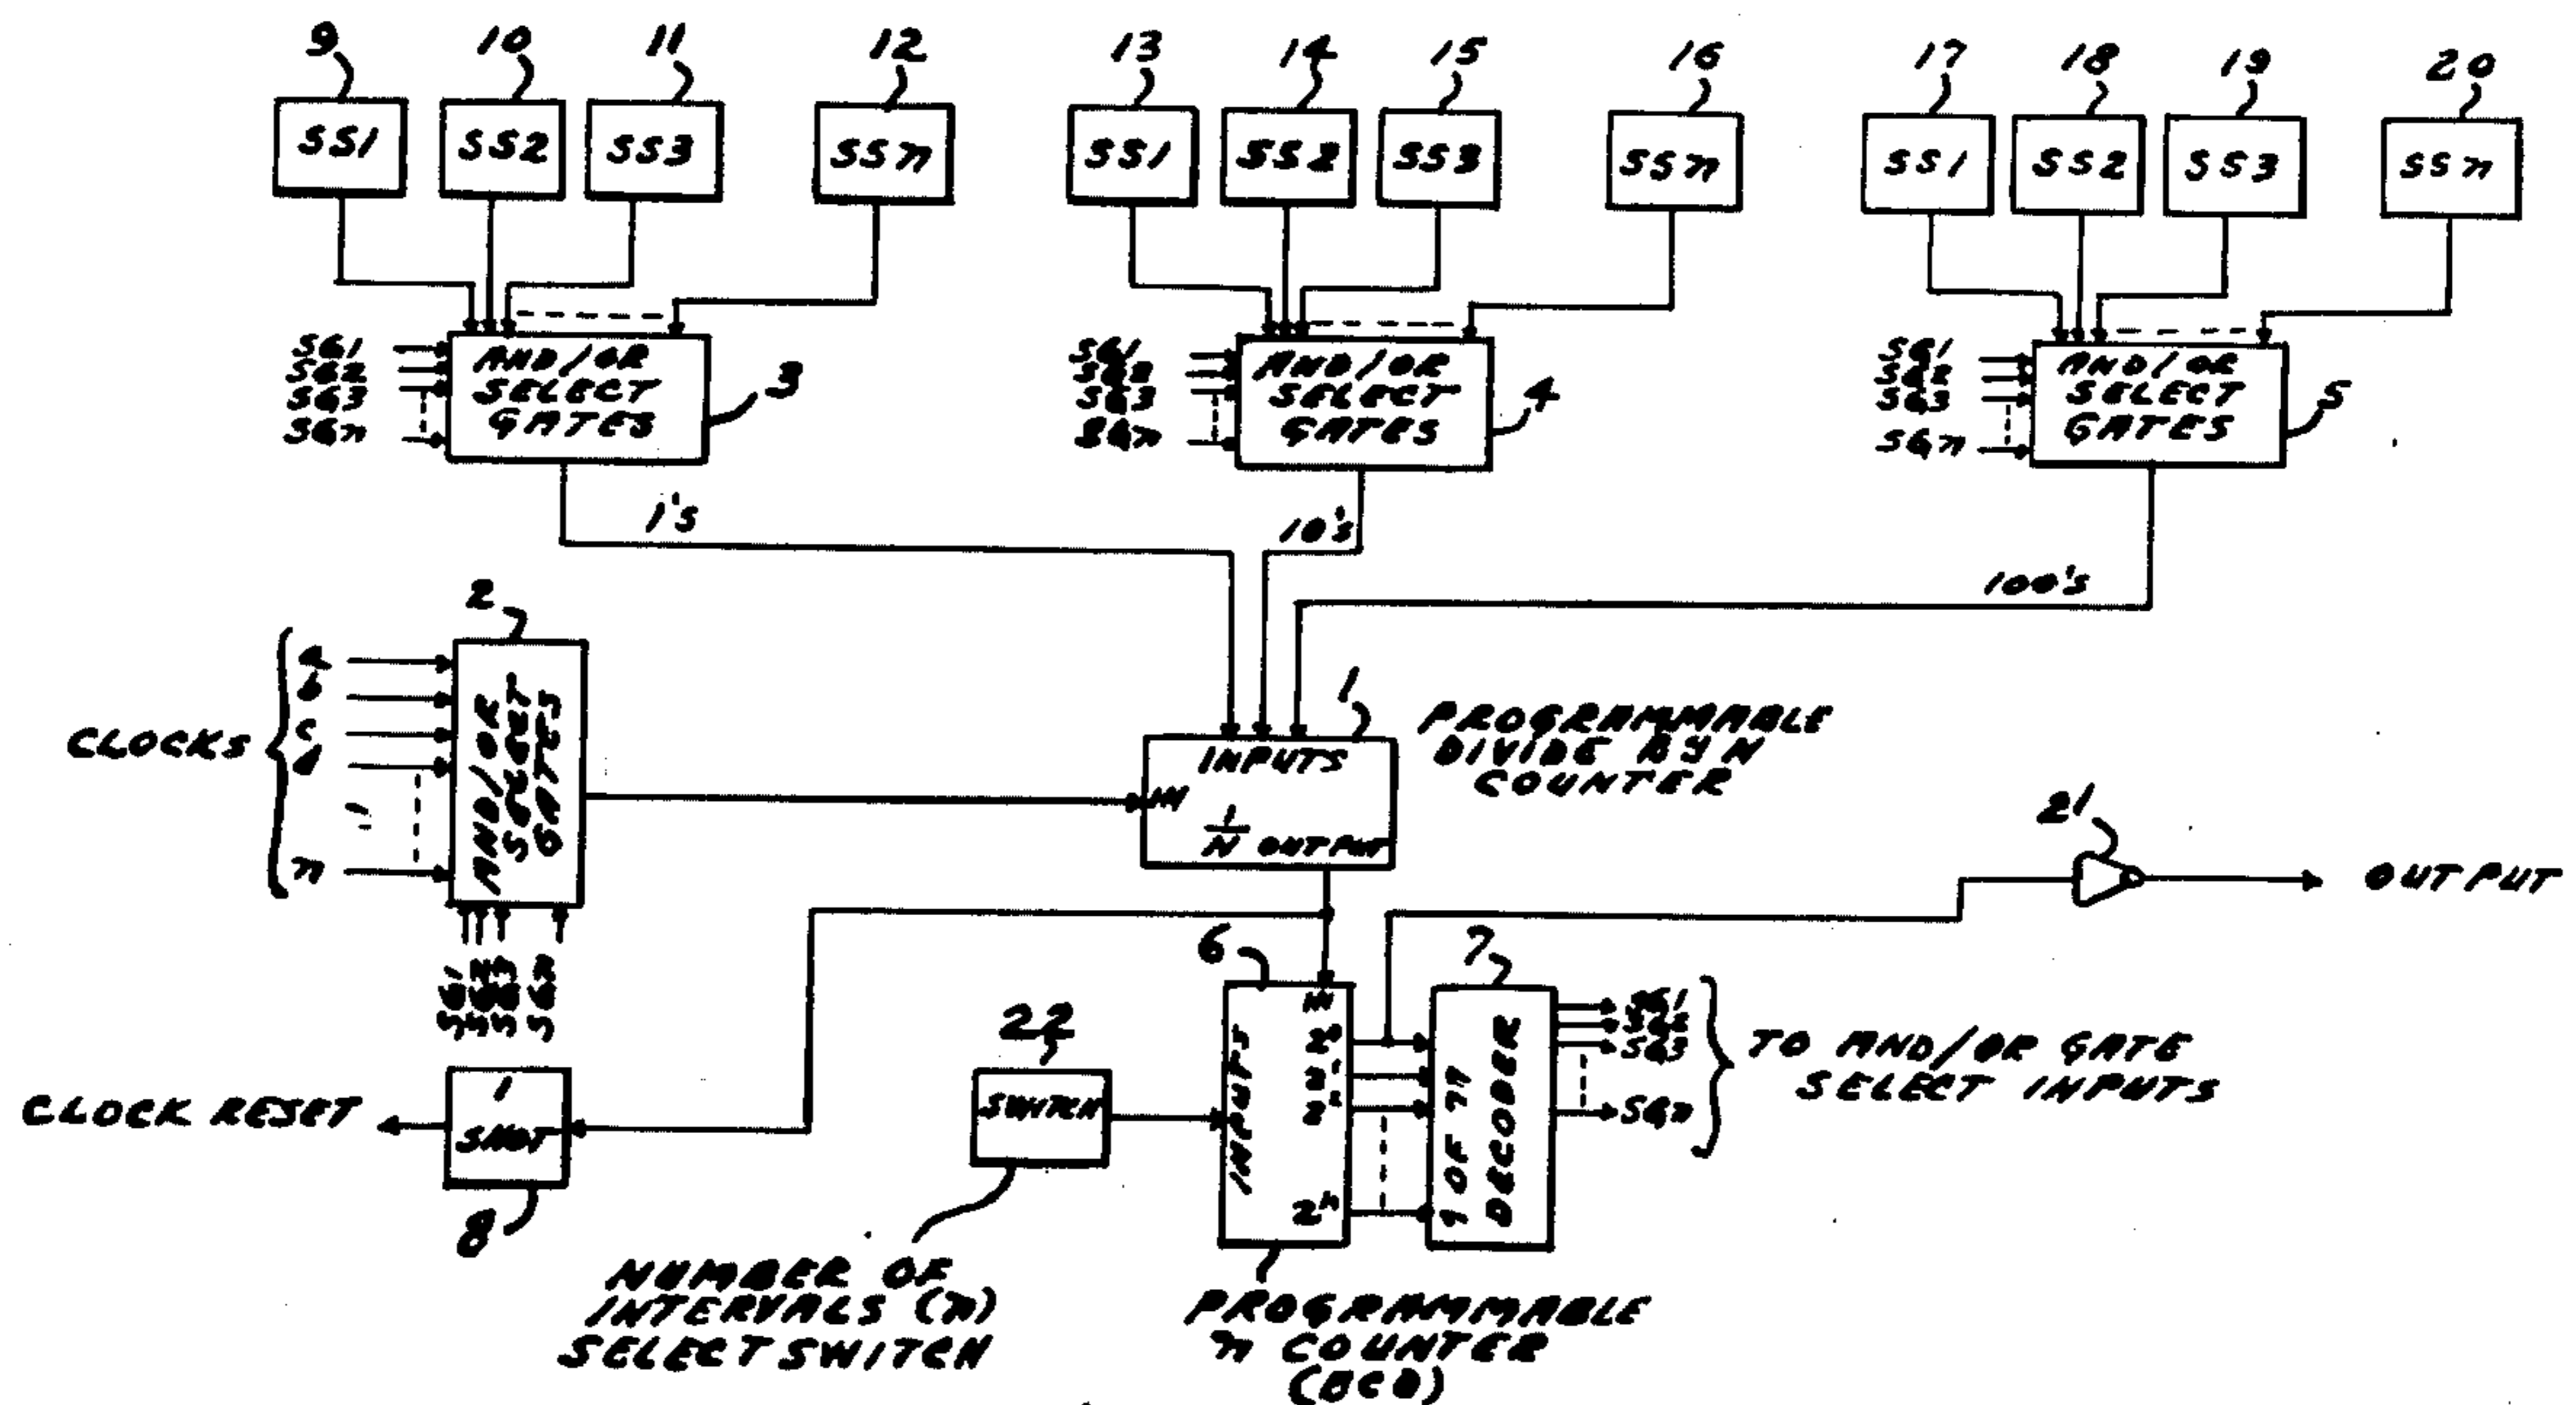 9 10 11 12 13 14 15 16 17 18 19 20
SS1 SS2 SS3 SSn SS1 SS2 SS3 SSn SS1 SS2 SS3 SSn
SG1
SG2
SG3
SGn
AND/OR
SELECT
GATES
3
SG1
SG2
SG3
SGn
AND/OR
SELECT
GATES
4
SG1
SG2
SG3
SGn
AND/OR
SELECT
GATES
5
1's
10's
100's
2
CLOCKS
a
b
c
d
n
AND/OR
SELECT
GATES
SG1
SG2
SG3
SGn
1
PROGRAMMABLE
DIVIDE BY N
COUNTER
INPUTS
IN
1/N OUTPUT
21
OUTPUT
6
IN
INPUTS
2⁰
2¹
2²
2ⁿ
7
1 OF n
DECODER
SG1
SG2
SG3
SGn
TO AND/OR GATE
SELECT INPUTS
22
SWITCH
CLOCK RESET
1
SHOT
8
NUMBER OF
INTERVALS (n)
SELECT SWITCH
PROGRAMMABLE
n COUNTER
(BCD)